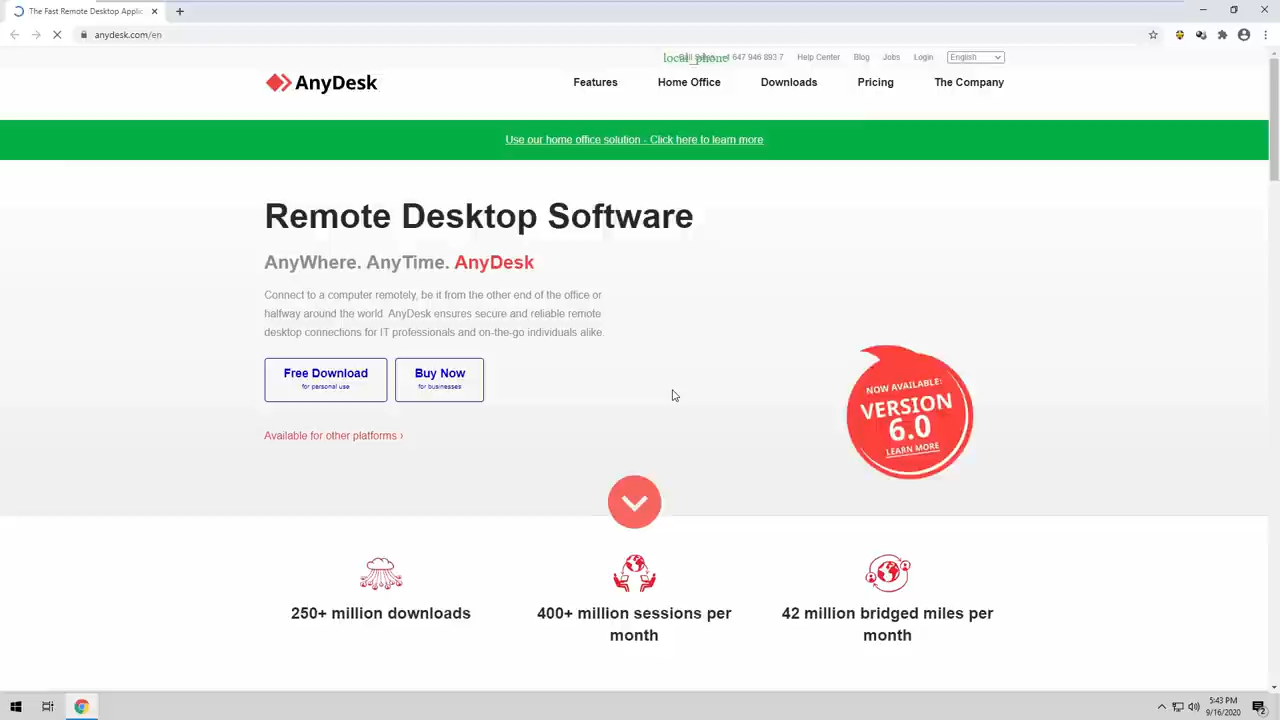 The Fast Remote Desktop Applic
anydesk.com/en
local_phone
+1 647 946 893 7 Help Center Blog Jobs Login English
AnyDesk
Features Home Office Downloads Pricing The Company
Use our home office solution - Click here to learn more
Remote Desktop Software
AnyWhere. AnyTime. AnyDesk
Connect to a computer remotely, be it from the other end of the office or
halfway around the world. AnyDesk ensures secure and reliable remote
desktop connections for IT professionals and on-the-go individuals alike.
Free Download
for personal use
Buy Now
for businesses
Available for other platforms ›
NOW AVAILABLE:
VERSION
6.0
LEARN MORE
250+ million downloads
400+ million sessions per
month
42 million bridged miles per
month
5:43 PM
9/16/2020
2